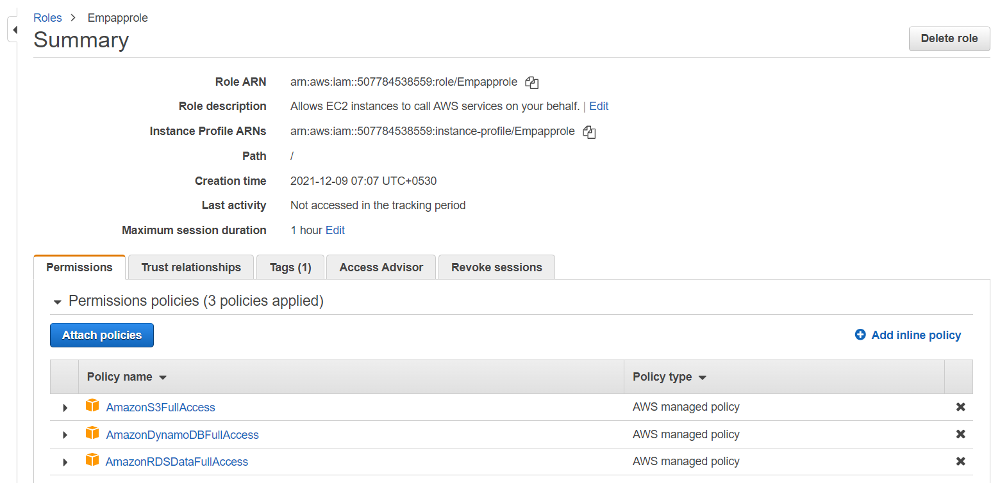 Roles > Empapprole
Summary
Delete role
Role ARN arn:aws:iam::507784538559:role/Empapprole
Role description Allows EC2 instances to call AWS services on your behalf. | Edit
Instance Profile ARNs arn:aws:iam::507784538559:instance-profile/Empapprole
Path /
Creation time 2021-12-09 07:07 UTC+0530
Last activity Not accessed in the tracking period
Maximum session duration 1 hour Edit
Permissions Trust relationships Tags (1) Access Advisor Revoke sessions
Permissions policies (3 policies applied)
Attach policies Add inline policy
Policy name Policy type
AmazonS3FullAccess AWS managed policy
AmazonDynamoDBFullAccess AWS managed policy
AmazonRDSDataFullAccess AWS managed policy